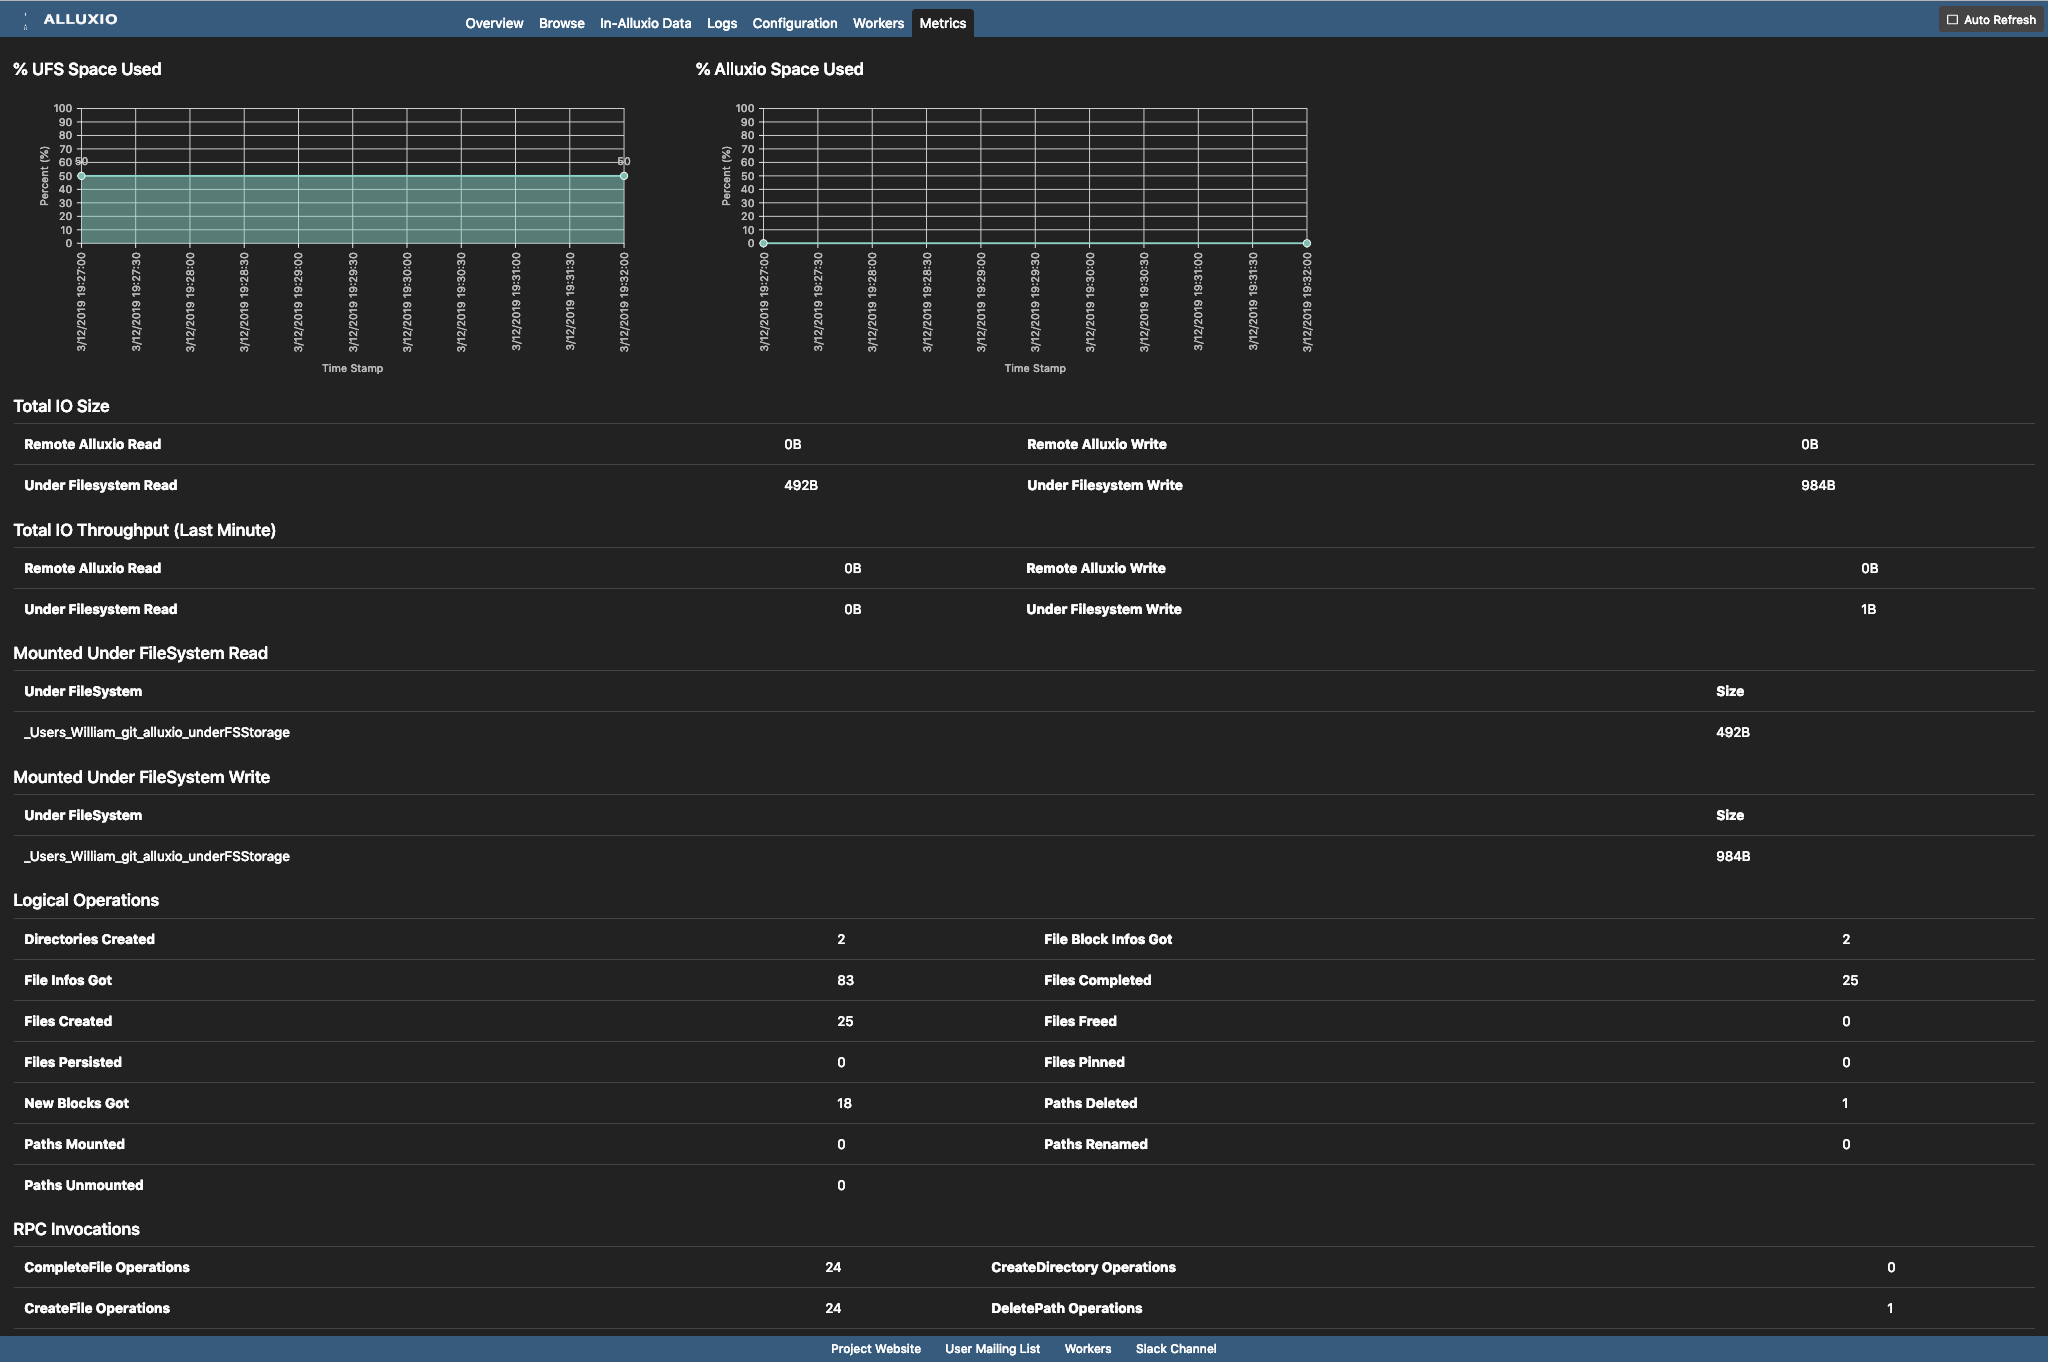 ALLUXIO
Overview Browse In-Alluxio Data Logs Configuration Workers Metrics
Auto Refresh
% UFS Space Used
100
90
80
70
60
50
40
30
20
10
0
Percent (%)
50
50
3/12/2019 19:27:00
3/12/2019 19:27:30
3/12/2019 19:28:00
3/12/2019 19:28:30
3/12/2019 19:29:00
3/12/2019 19:29:30
3/12/2019 19:30:00
3/12/2019 19:30:30
3/12/2019 19:31:00
3/12/2019 19:31:30
3/12/2019 19:32:00
Time Stamp
% Alluxio Space Used
100
90
80
70
60
50
40
30
20
10
0
Percent (%)
3/12/2019 19:27:00
3/12/2019 19:27:30
3/12/2019 19:28:00
3/12/2019 19:28:30
3/12/2019 19:29:00
3/12/2019 19:29:30
3/12/2019 19:30:00
3/12/2019 19:30:30
3/12/2019 19:31:00
3/12/2019 19:31:30
3/12/2019 19:32:00
Time Stamp
Total IO Size
Remote Alluxio Read 0B Remote Alluxio Write 0B
Under Filesystem Read 492B Under Filesystem Write 984B
Total IO Throughput (Last Minute)
Remote Alluxio Read 0B Remote Alluxio Write 0B
Under Filesystem Read 0B Under Filesystem Write 1B
Mounted Under FileSystem Read
Under FileSystem Size
_Users_William_git_alluxio_underFSStorage 492B
Mounted Under FileSystem Write
Under FileSystem Size
_Users_William_git_alluxio_underFSStorage 984B
Logical Operations
Directories Created 2 File Block Infos Got 2
File Infos Got 83 Files Completed 25
Files Created 25 Files Freed 0
Files Persisted 0 Files Pinned 0
New Blocks Got 18 Paths Deleted 1
Paths Mounted 0 Paths Renamed 0
Paths Unmounted 0
RPC Invocations
CompleteFile Operations 24 CreateDirectory Operations 0
CreateFile Operations 24 DeletePath Operations 1
Project Website User Mailing List Workers Slack Channel